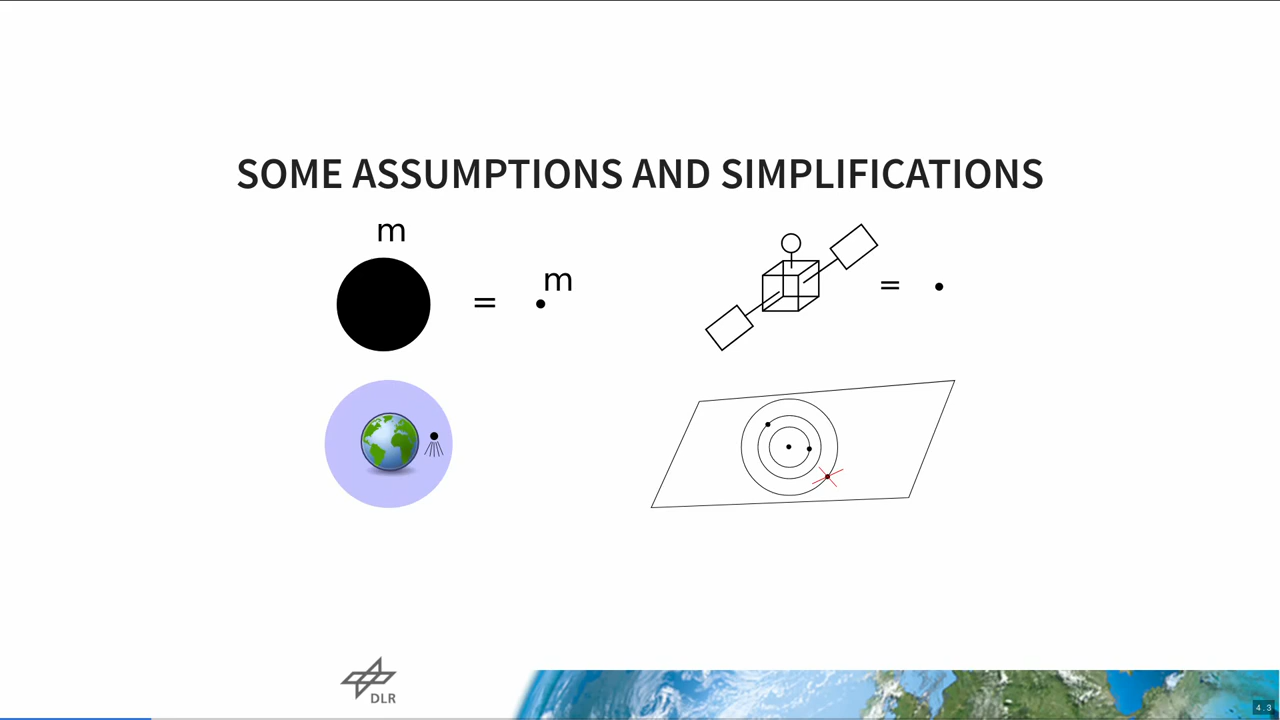 SOME ASSUMPTIONS AND SIMPLIFICATIONS
m
= m
=
DLR
4.3